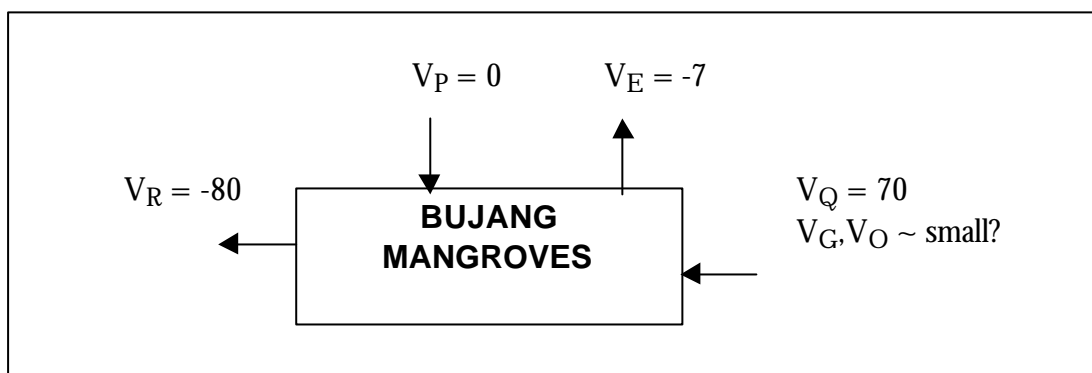 V_P = 0
V_E = -7
V_R = -80
BUJANG
MANGROVES
V_Q = 70
V_G,V_O ~ small?